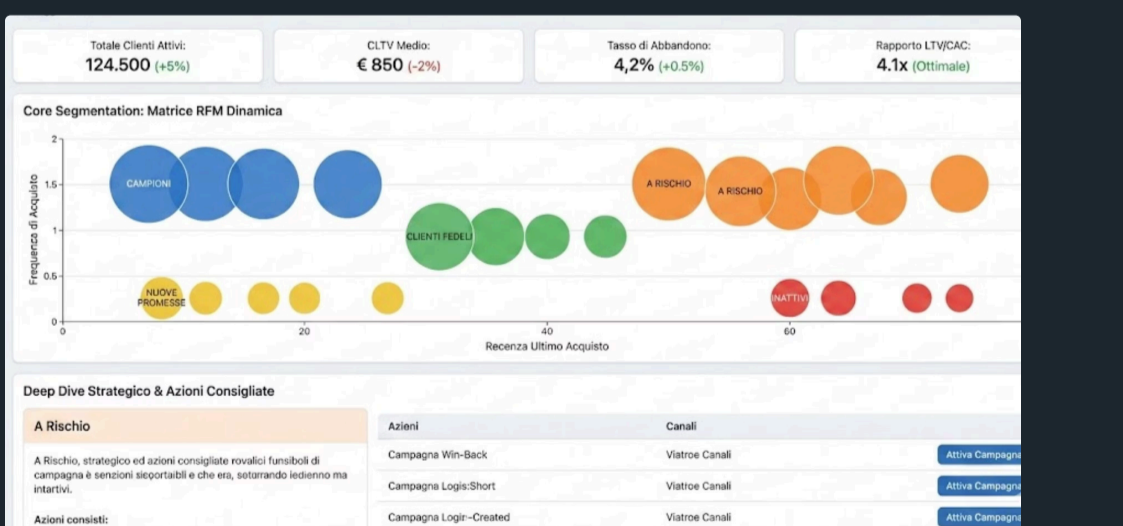 Totale Clienti Attivi:
124.500 (+5%)
CLTV Medio:
€ 850 (-2%)
Tasso di Abbandono:
4,2% (+0.5%)
Rapporto LTV/CAC:
4.1x (Ottimale)
Core Segmentation: Matrice RFM Dinamica
Frequenza di Acquisto
2
1.5
1
0.5
0
CAMPIONI
A RISCHIO
A RISCHIO
CLIENTI FEDELI
NUOVE
PROMESSE
INATTIVI
0
20
40
60
Recenza Ultimo Acquisto
Deep Dive Strategico & Azioni Consigliate
A Rischio
A Rischio, strategico ed azioni consigliate rovalici funsiboli di
campagna è senzioni sieportaibli e che era, sotorrando iedienno ma
intartivi.
Azioni consisti:
Azioni
Canali
Campagna Win-Back
Viatroe Canali
Attiva Campagna
Campagna Logis:Short
Viatroe Canali
Attiva Campagna
Campagna Logir-Created
Viatroe Canali
Attiva Campagna